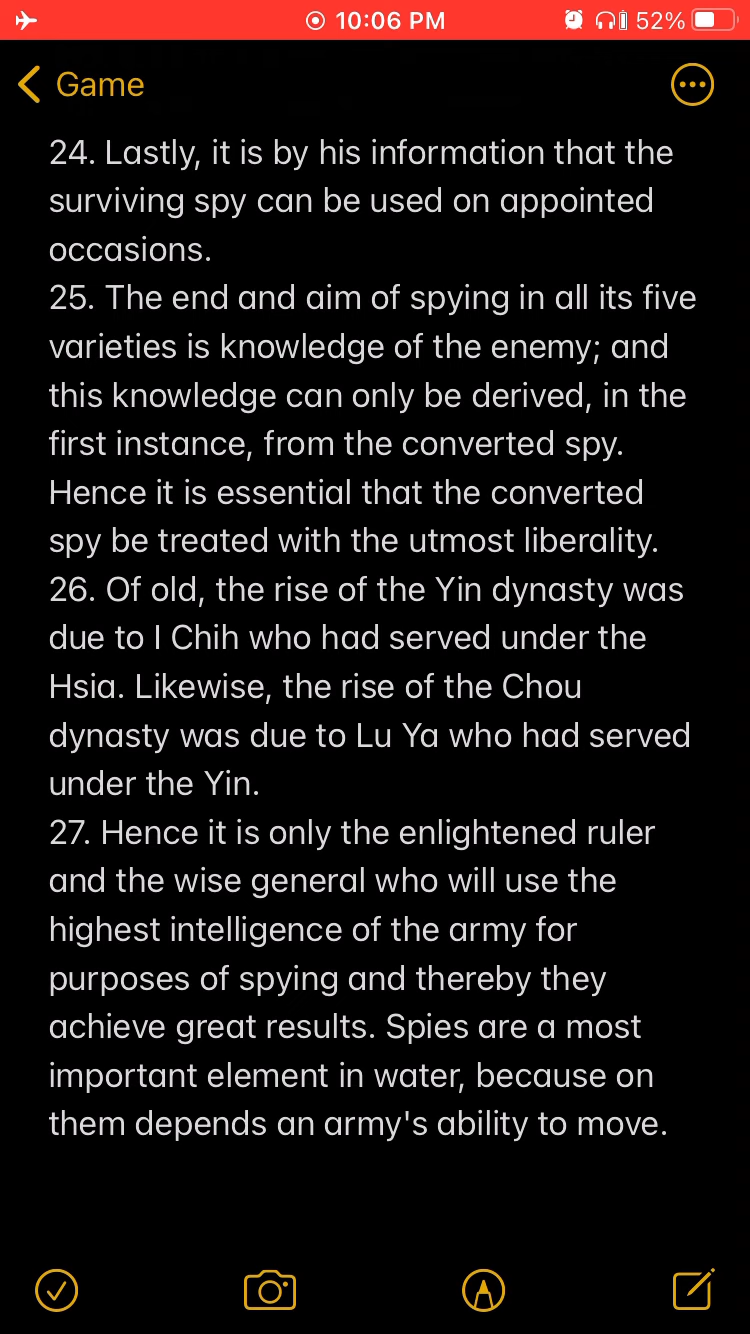 10:06 PM
52%
Game
24. Lastly, it is by his information that the
surviving spy can be used on appointed
occasions.
25. The end and aim of spying in all its five
varieties is knowledge of the enemy; and
this knowledge can only be derived, in the
first instance, from the converted spy.
Hence it is essential that the converted
spy be treated with the utmost liberality.
26. Of old, the rise of the Yin dynasty was
due to I Chih who had served under the
Hsia. Likewise, the rise of the Chou
dynasty was due to Lu Ya who had served
under the Yin.
27. Hence it is only the enlightened ruler
and the wise general who will use the
highest intelligence of the army for
purposes of spying and thereby they
achieve great results. Spies are a most
important element in water, because on
them depends an army's ability to move.